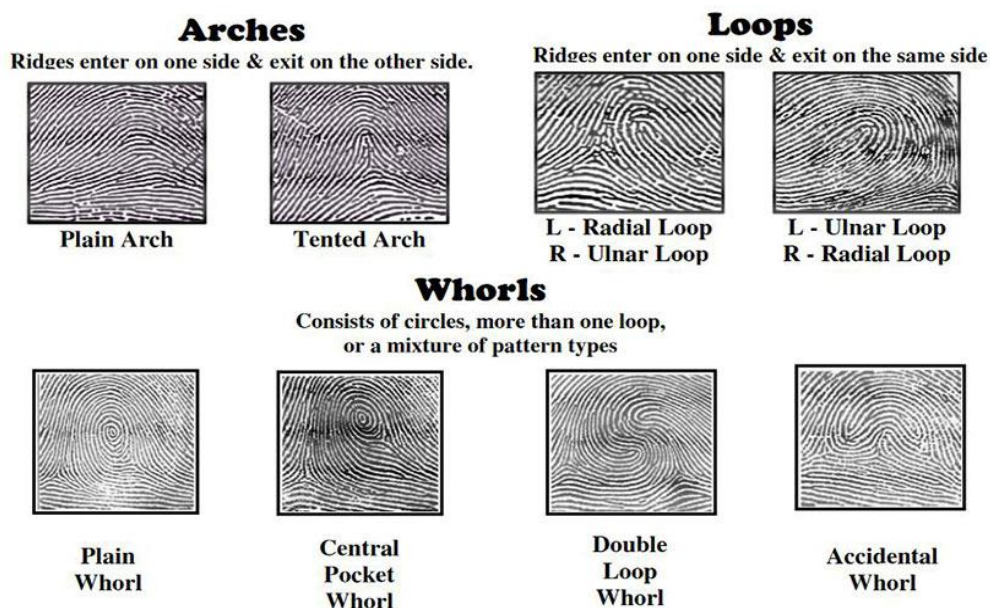 Arches
Ridges enter on one side & exit on the other side.
Plain Arch
Tented Arch
Loops
Ridges enter on one side & exit on the same side
L - Radial Loop
R - Ulnar Loop
L - Ulnar Loop
R - Radial Loop
Whorls
Consists of circles, more than one loop,
or a mixture of pattern types
Plain
Whorl
Central
Pocket
Whorl
Double
Loop
Whorl
Accidental
Whorl